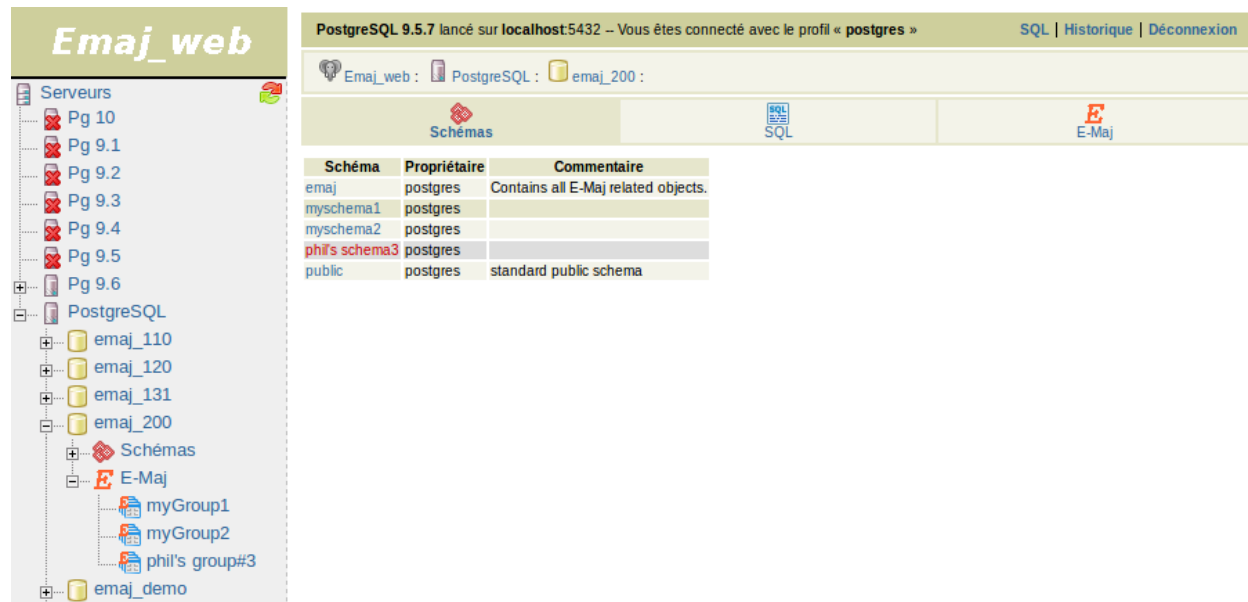 Emaj_web
Serveurs
Pg 10
Pg 9.1
Pg 9.2
Pg 9.3
Pg 9.4
Pg 9.5
Pg 9.6
PostgreSQL
emaj_110
emaj_120
emaj_131
emaj_200
Schémas
E-Maj
myGroup1
myGroup2
phil's group#3
emaj_demo
PostgreSQL 9.5.7 lancé sur localhost:5432 -- Vous êtes connecté avec le profil « postgres » SQL | Historique | Déconnexion
Emaj_web : PostgreSQL : emaj_200 :
Schémas SQL E-Maj
Schéma Propriétaire Commentaire
emaj postgres Contains all E-Maj related objects.
myschema1 postgres
myschema2 postgres
phil's schema3 postgres
public postgres standard public schema